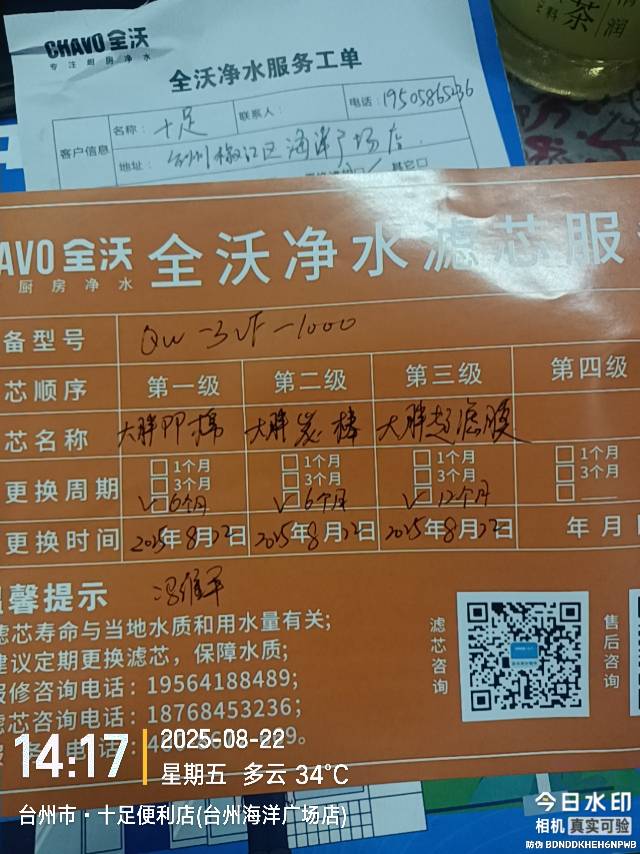 CHAVO 全沃
专注厨房净水
全沃净水服务工单
客户信息 名称: 十足 联系人: 电话: 19505865236
地址: 台州椒江区海洋广场店
其它
AVO 全沃 全沃净水滤芯服
厨房净水
备型号 QW-3UF-1000
芯顺序 第一级 第二级 第三级 第四级
芯名称 大胖PP棉 大胖炭棒 大胖超滤膜
更换周期 1个月 1个月 1个月 1个月
3个月 3个月 3个月 3个月
6个月 6个月 12个月
更换时间 2025年8月22日 2025年8月22日 2025年8月22日 年 月
温馨提示
滤芯寿命与当地水质和用水量有关;
建议定期更换滤芯，保障水质;
报修咨询电话：19564188489;
滤芯咨询电话：18768453236;
滤芯咨询
售后咨询
14:17
2025-08-22
星期五 多云 34°C
台州市·十足便利店(台州海洋广场店)
今日水印
相机 真实可验
防伪 BDNDDKHEH6NPWB